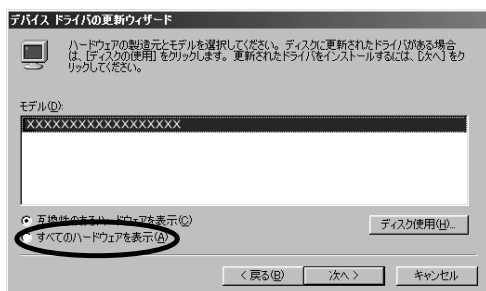 デバイス ドライバの更新ウィザード
ハードウェアの製造元とモデルを選択してください。ディスクに更新されたドライバがある場合
は、[ディスクの使用] をクリックします。更新されたドライバをインストールするには、[次へ] をク
リックしてください。
モデル(D):
XXXXXXXXXXXXXXXXXX
互換性のあるハードウェアを表示(C)
すべてのハードウェアを表示(A)
ディスク使用(H)...
< 戻る(B)
次へ >
キャンセル